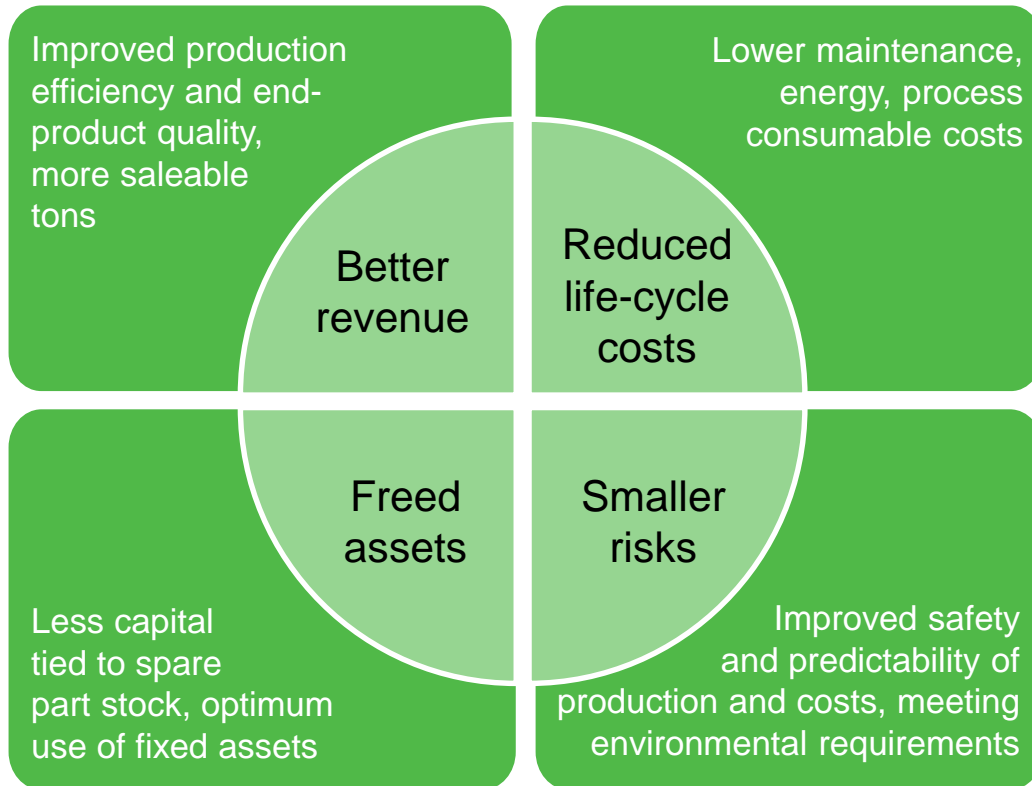 Improved production
efficiency and end-
product quality,
more saleable
tons
Better
revenue
Lower maintenance,
energy, process
consumable costs
Reduced
life-cycle
costs
Freed
assets
Less capital
tied to spare
part stock, optimum
use of fixed assets
Smaller
risks
Improved safety
and predictability of
production and costs, meeting
environmental requirements